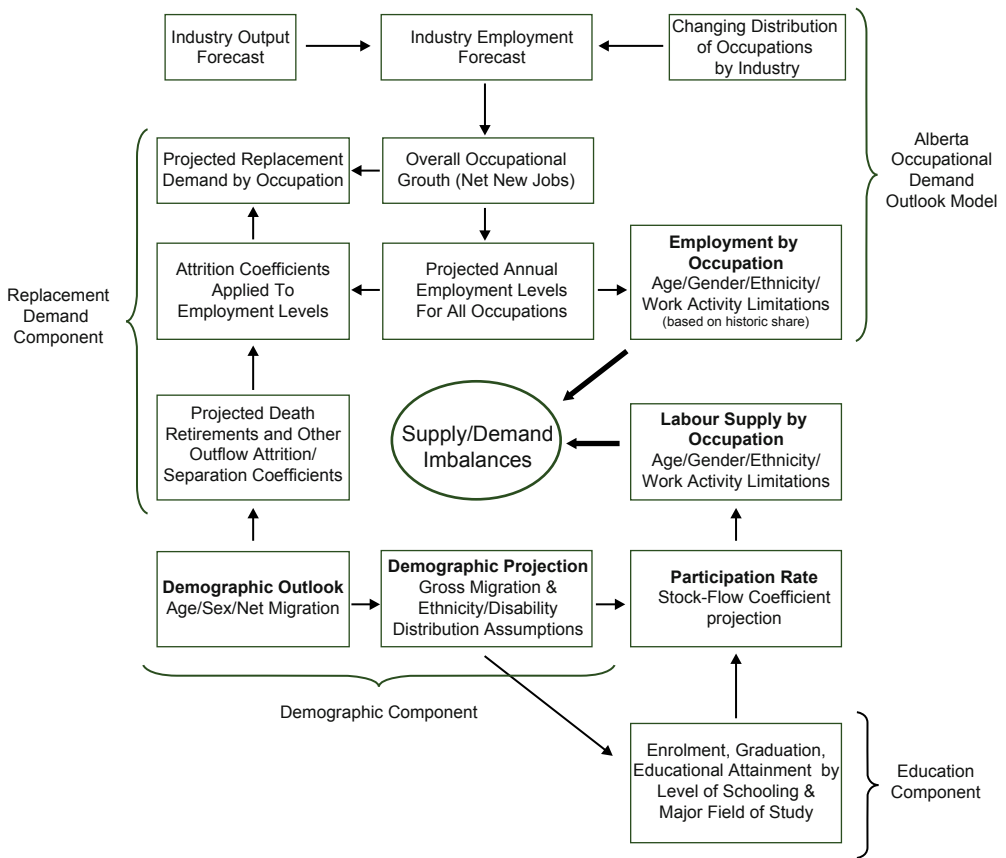 Industry Output
Forecast
Industry Employment
Forecast
Changing Distribution
of Occupations
by Industry
Alberta
Occupational
Demand
Outlook Model
Projected Replacement
Demand by Occupation
Overall Occupational
Grouth (Net New Jobs)
Replacement
Demand
Component
Attrition Coefficients
Applied To
Employment Levels
Projected Annual
Employment Levels
For All Occupations
Employment by
Occupation
Age/Gender/Ethnicity/
Work Activity Limitations
(based on historic share)
Projected Death
Retirements and Other
Outflow Attrition/
Separation Coefficients
Supply/Demand
Imbalances
Labour Supply by
Occupation
Age/Gender/Ethnicity/
Work Activity Limitations
Demographic Outlook
Age/Sex/Net Migration
Demographic Projection
Gross Migration &
Ethnicity/Disability
Distribution Assumptions
Participation Rate
Stock-Flow Coefficient
projection
Demographic Component
Enrolment, Graduation,
Educational Attainment by
Level of Schooling &
Major Field of Study
Education
Component